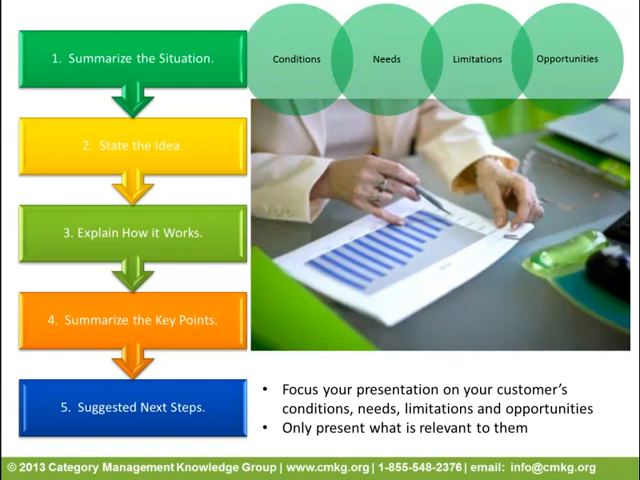 1.  Summarize the Situation.
Conditions
Needs
Limitations
Opportunities
2.  State the Idea.
3. Explain How it Works.
4.  Summarize the Key Points.
5.  Suggested Next Steps.
• Focus your presentation on your customer's
conditions, needs, limitations and opportunities
• Only present what is relevant to them
© 2013 Category Management Knowledge Group | www.cmkg.org | 1-855-548-2376 | email:  info@cmkg.org